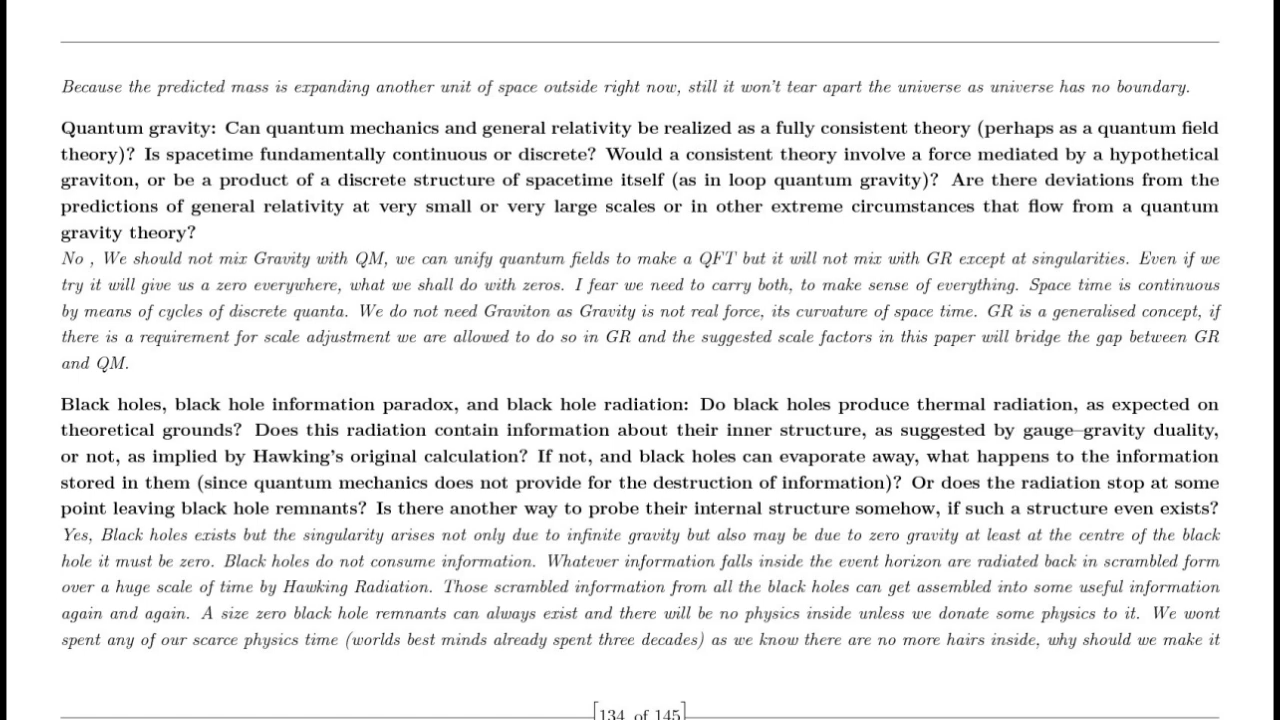 Because the predicted mass is expanding another unit of space outside right now, still it won't tear apart the universe as universe has no boundary.
Quantum gravity: Can quantum mechanics and general relativity be realized as a fully consistent theory (perhaps as a quantum field
theory)? Is spacetime fundamentally continuous or discrete? Would a consistent theory involve a force mediated by a hypothetical
graviton, or be a product of a discrete structure of spacetime itself (as in loop quantum gravity)? Are there deviations from the
predictions of general relativity at very small or very large scales or in other extreme circumstances that flow from a quantum
gravity theory?
No , We should not mix Gravity with QM, we can unify quantum fields to make a QFT but it will not mix with GR except at singularities. Even if we
try it will give us a zero everywhere, what we shall do with zeros. I fear we need to carry both, to make sense of everything. Space time is continuous
by means of cycles of discrete quanta. We do not need Graviton as Gravity is not real force, its curvature of space time. GR is a generalised concept, if
there is a requirement for scale adjustment we are allowed to do so in GR and the suggested scale factors in this paper will bridge the gap between GR
and QM.
Black holes, black hole information paradox, and black hole radiation: Do black holes produce thermal radiation, as expected on
theoretical grounds? Does this radiation contain information about their inner structure, as suggested by gauge–gravity duality,
or not, as implied by Hawking's original calculation? If not, and black holes can evaporate away, what happens to the information
stored in them (since quantum mechanics does not provide for the destruction of information)? Or does the radiation stop at some
point leaving black hole remnants? Is there another way to probe their internal structure somehow, if such a structure even exists?
Yes, Black holes exists but the singularity arises not only due to infinite gravity but also may be due to zero gravity at least at the centre of the black
hole it must be zero. Black holes do not consume information. Whatever information falls inside the event horizon are radiated back in scrambled form
over a huge scale of time by Hawking Radiation. Those scrambled information from all the black holes can get assembled into some useful information
again and again. A size zero black hole remnants can always exist and there will be no physics inside unless we donate some physics to it. We wont
spent any of our scarce physics time (worlds best minds already spent three decades) as we know there are no more hairs inside, why should we make it
[134 of 145]